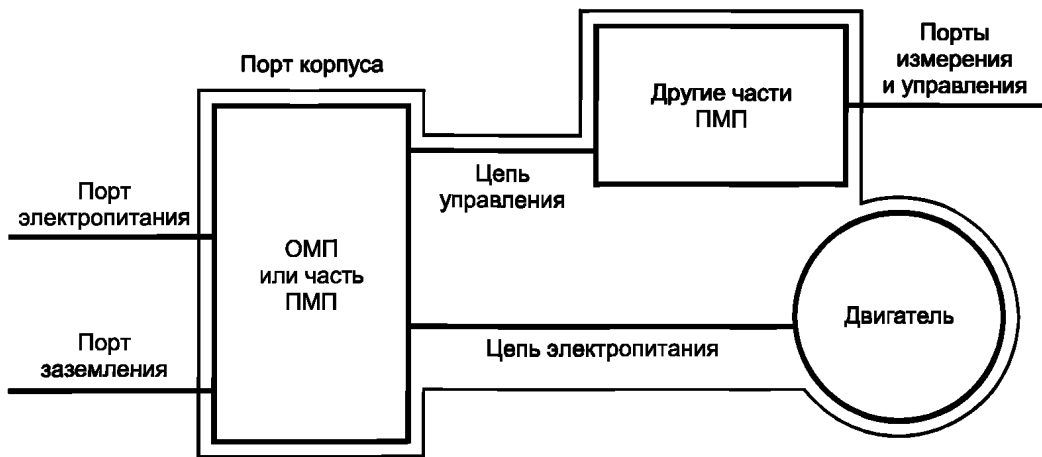 Порты
измерения
и управления
Порт корпуса
Другие части
ПМП
Цепь
управления
Порт
электропитания
ОМП
или часть
ПМП
Двигатель
Цепь электропитания
Порт
заземления